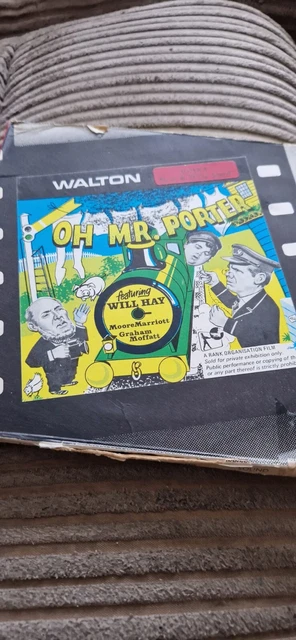 WALTON
OH MR. PORTER
featuring
WILL HAY
Moore Marriott
Graham
Moffatt
A RANK ORGANISATION FILM
Sold for private exhibition only
Public performance or copying of th
or any part thereof is strictly prohib